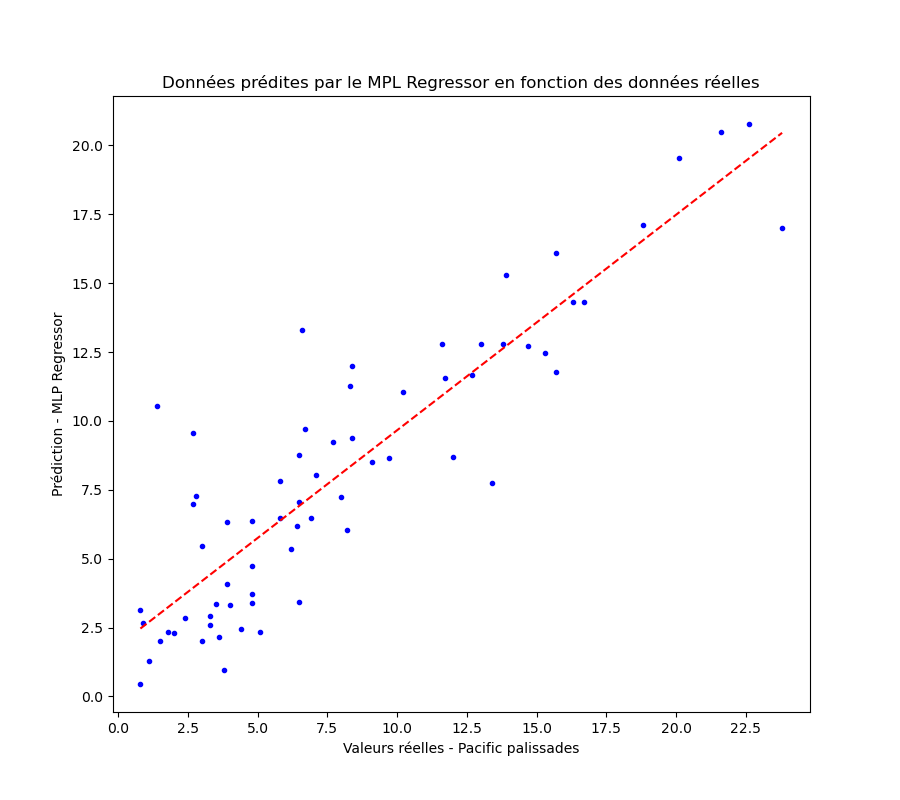 Données prédites par le MPL Regressor en fonction des données réelles
20.0
17.5
15.0
12.5
10.0
7.5
5.0
2.5
0.0
Prédiction - MLP Regressor
0.0 2.5 5.0 7.5 10.0 12.5 15.0 17.5 20.0 22.5
Valeurs réelles - Pacific palissades